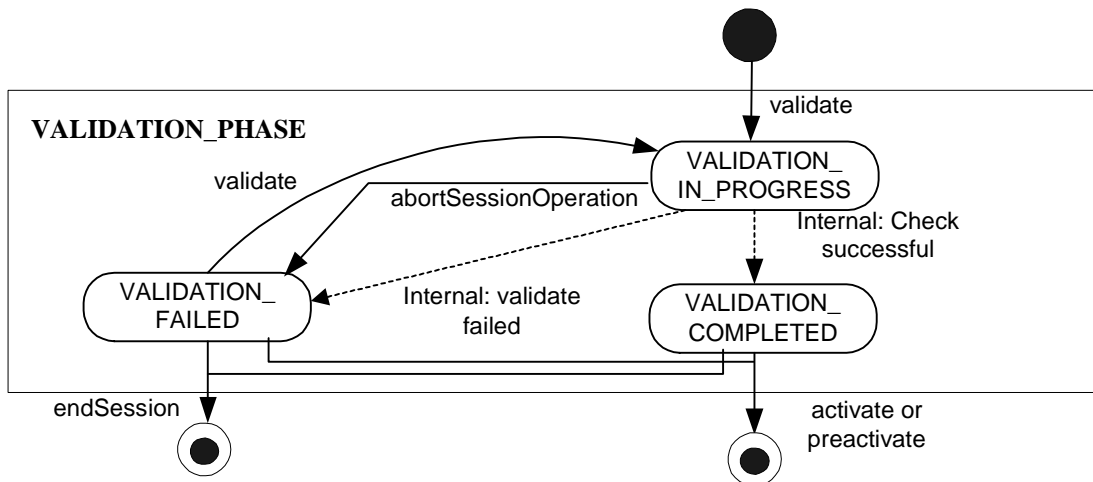 validate
VALIDATION_PHASE
VALIDATION_
IN_PROGRESS
validate
abortSessionOperation
Internal: Check
successful
VALIDATION_
FAILED
Internal: validate
failed
VALIDATION_
COMPLETED
endSession
activate or
preactivate